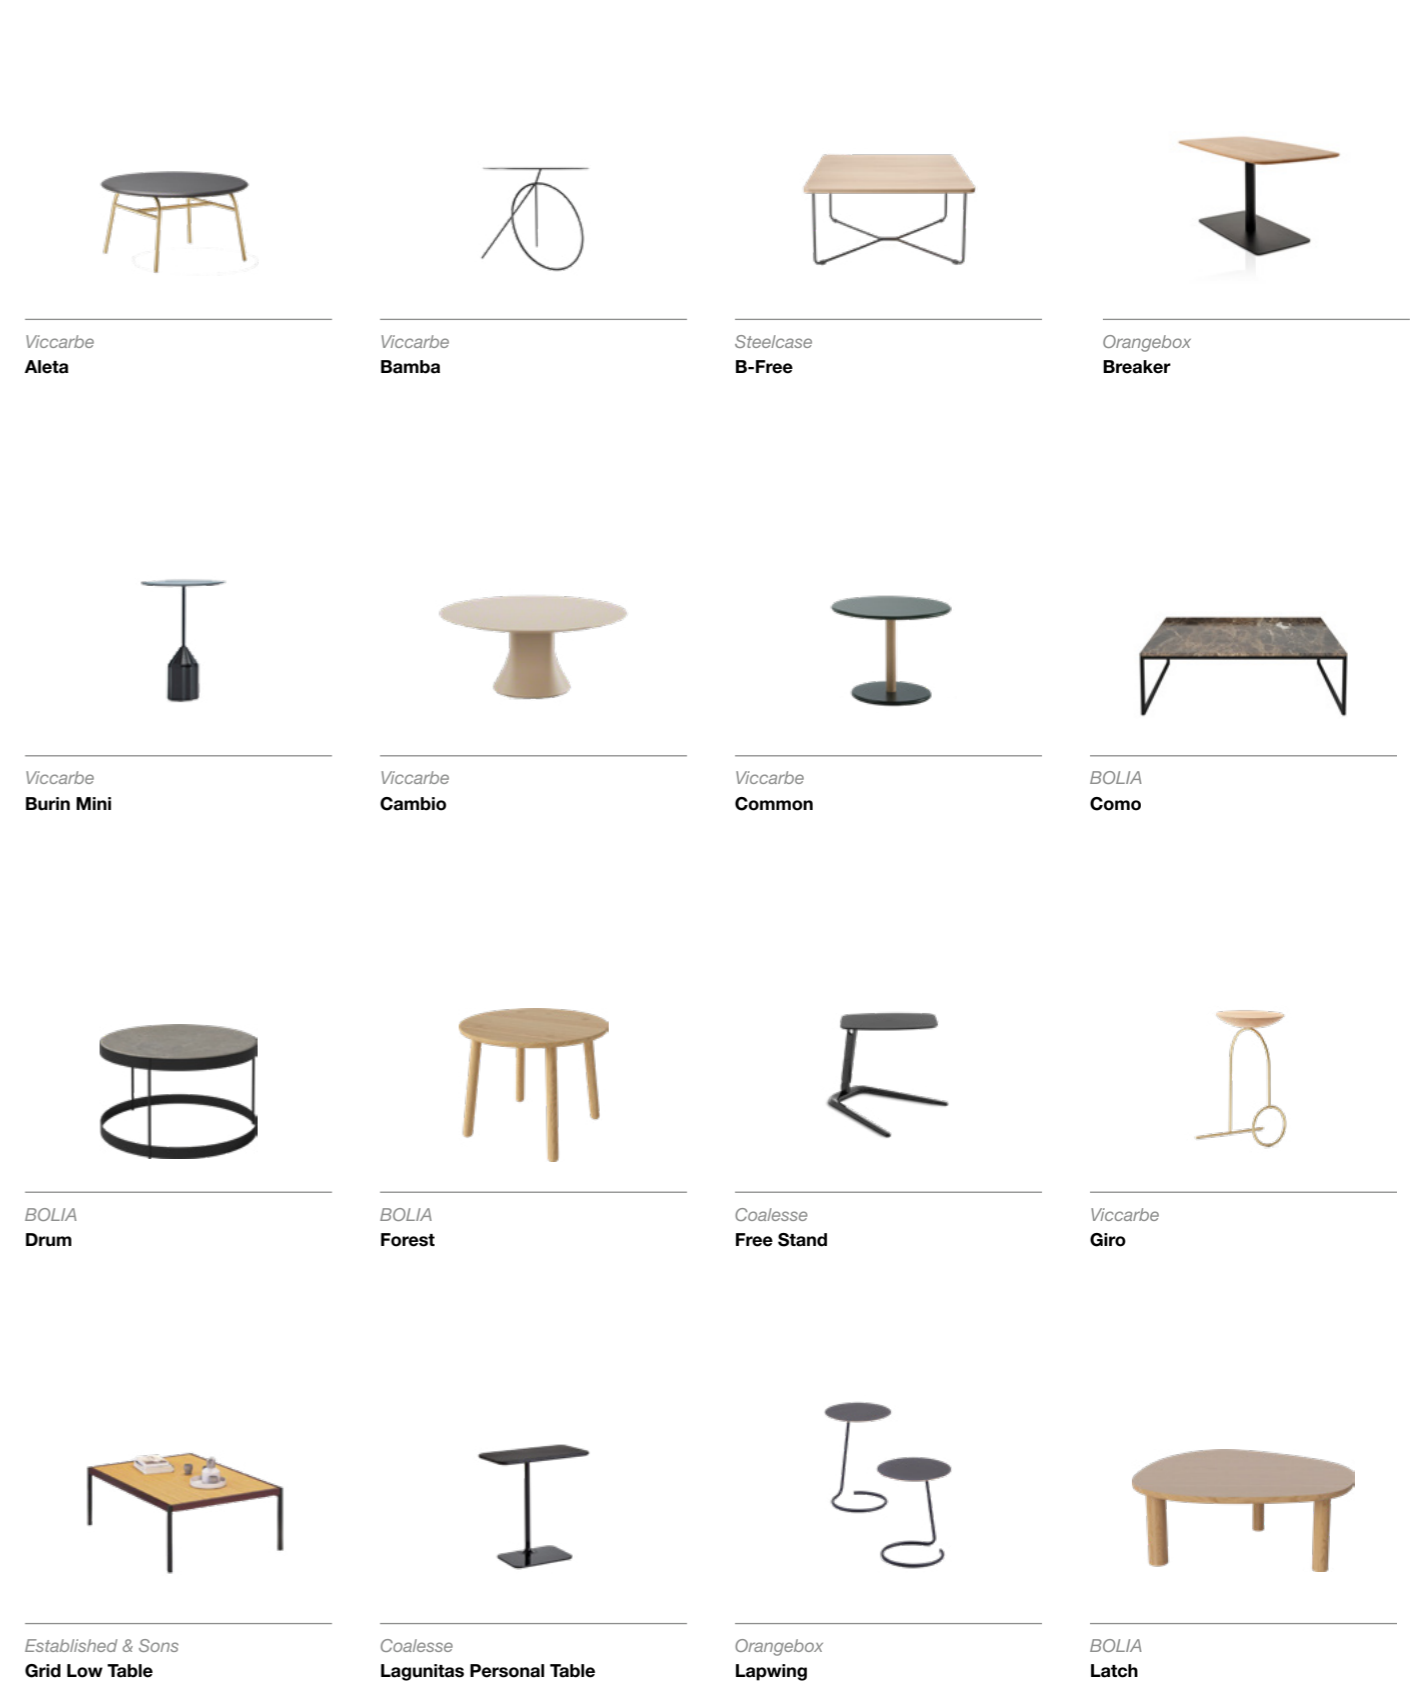 Viccarbe
Aleta
Viccarbe
Bamba
Steelcase
B-Free
Orangebox
Breaker
Viccarbe
Burin Mini
Viccarbe
Cambio
Viccarbe
Common
BOLIA
Como
BOLIA
Drum
BOLIA
Forest
Coalesse
Free Stand
Viccarbe
Giro
Established & Sons
Grid Low Table
Coalesse
Lagunitas Personal Table
Orangebox
Lapwing
BOLIA
Latch